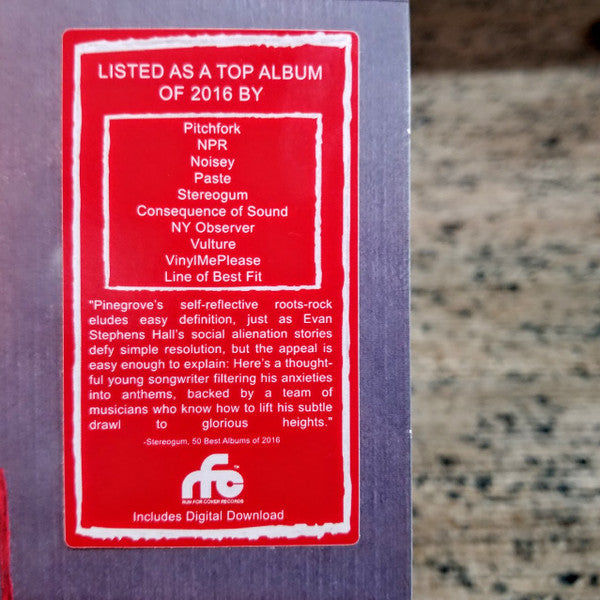 LISTED AS A TOP ALBUM
OF 2016 BY
Pitchfork
NPR
Noisey
Paste
Stereogum
Consequence of Sound
NY Observer
Vulture
VinylMePlease
Line of Best Fit
"Pinegrove's self-reflective roots-rock
eludes easy definition, just as Evan
Stephens Hall's social alienation stories
defy simple resolution, but the appeal is
easy enough to explain: Here's a thought-
ful young songwriter filtering his anxieties
into anthems, backed by a team of
musicians who know how to lift his subtle
drawl to glorious heights."
-Stereogum, 50 Best Albums of 2016
rfc
RUN FOR COVER RECORDS
Includes Digital Download